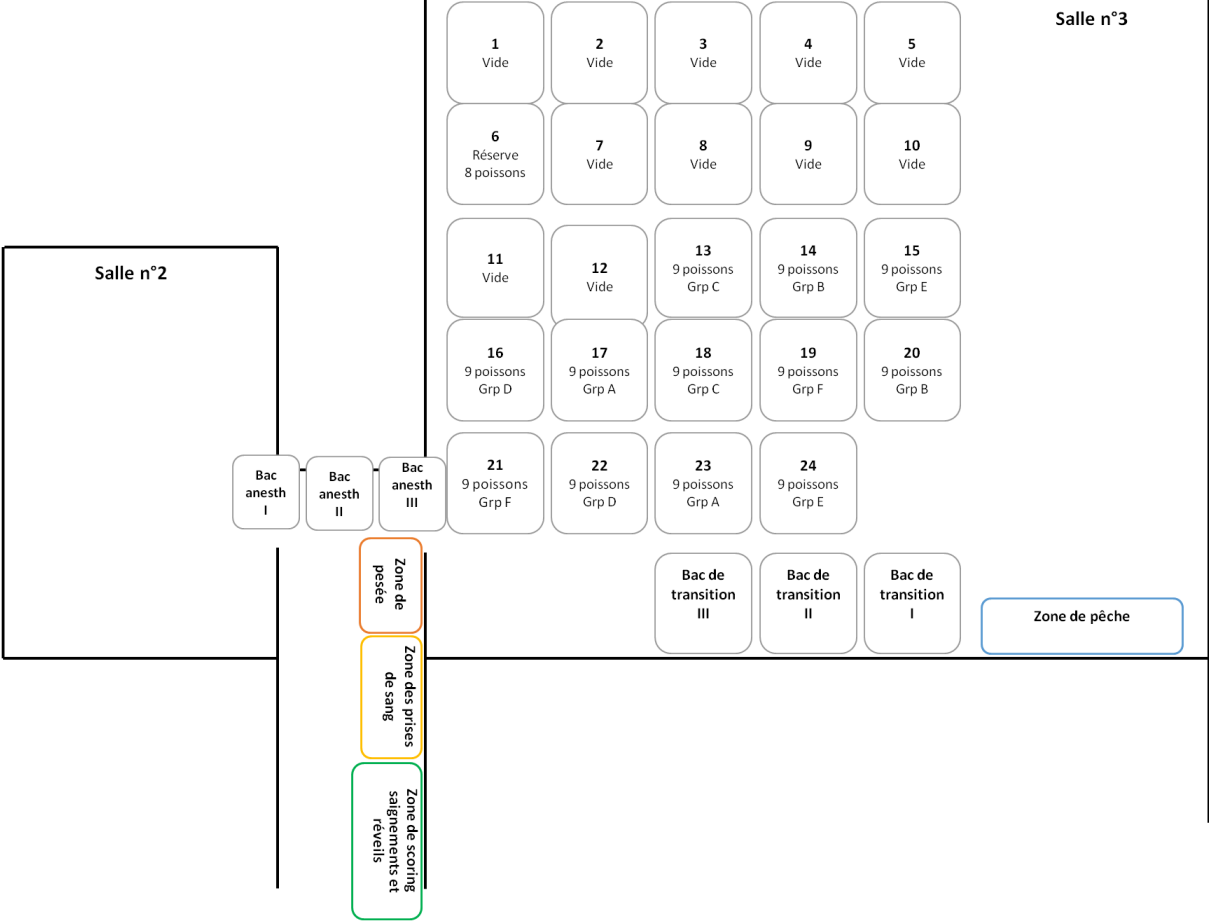 Salle n°3
1
Vide
2
Vide
3
Vide
4
Vide
5
Vide
6
Réserve
8 poissons
7
Vide
8
Vide
9
Vide
10
Vide
Salle n°2
11
Vide
12
Vide
13
9 poissons
Grp C
14
9 poissons
Grp B
15
9 poissons
Grp E
16
9 poissons
Grp D
17
9 poissons
Grp A
18
9 poissons
Grp C
19
9 poissons
Grp F
20
9 poissons
Grp B
Bac
anesth
I
Bac
anesth
II
Bac
anesth
III
21
9 poissons
Grp F
22
9 poissons
Grp D
23
9 poissons
Grp A
24
9 poissons
Grp E
Zone de
pesée
Bac de
transition
III
Bac de
transition
II
Bac de
transition
I
Zone de pêche
Zone des prises
de sang
Zone de scoring
saignements et
réveils